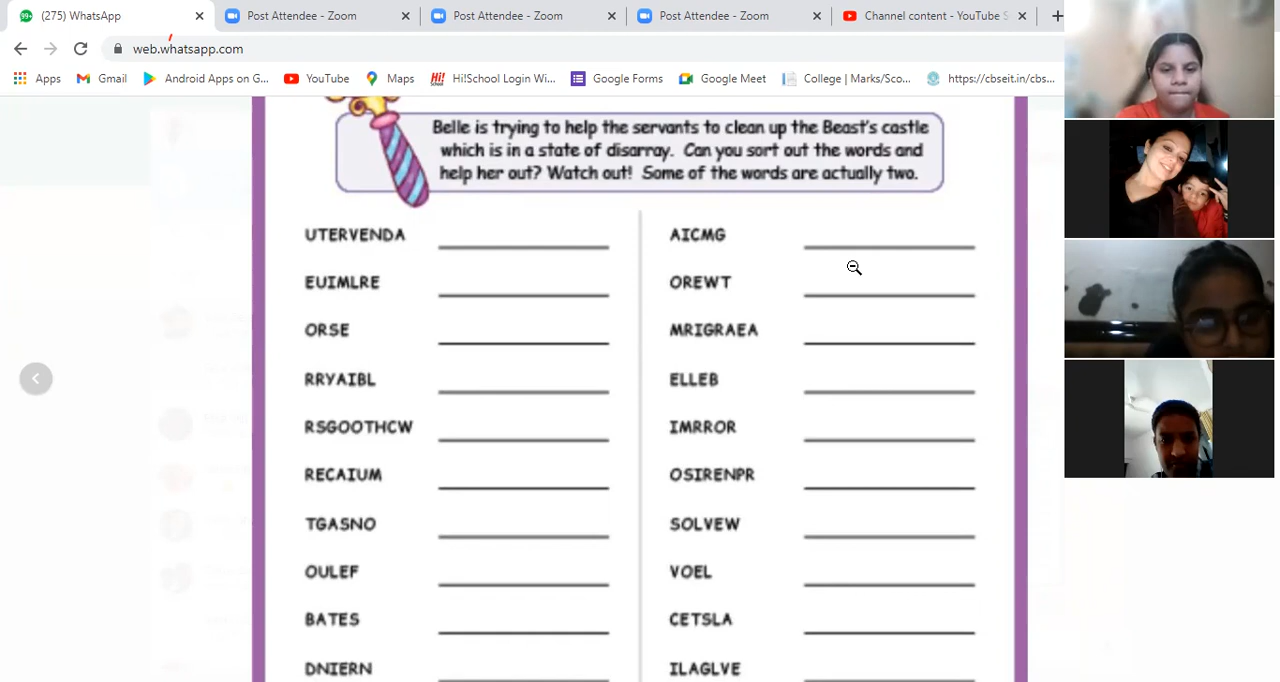 (275) WhatsApp
Post Attendee - Zoom
Post Attendee - Zoom
Post Attendee - Zoom
Channel content - YouTube S
web.whatsapp.com
Apps
Gmail
Android Apps on G...
YouTube
Maps
Hi! Hi!School Login Wi...
Google Forms
Google Meet
College | Marks/Sco...
https://cbseit.in/cbs...
Belle is trying to help the servants to clean up the Beast's castle
which is in a state of disarray. Can you sort out the words and
help her out? Watch out! Some of the words are actually two.
UTERVENDA
EUIMLRE
ORSE
RRYAIBL
RSGOOTHCW
RECAIUM
TGASNO
OULEF
BATES
DNIERN
AICMG
OREWT
MRIGRAEA
ELLEB
IMRROR
OSIRENPR
SOLVEW
VOEL
CETSLA
ILAGLVE